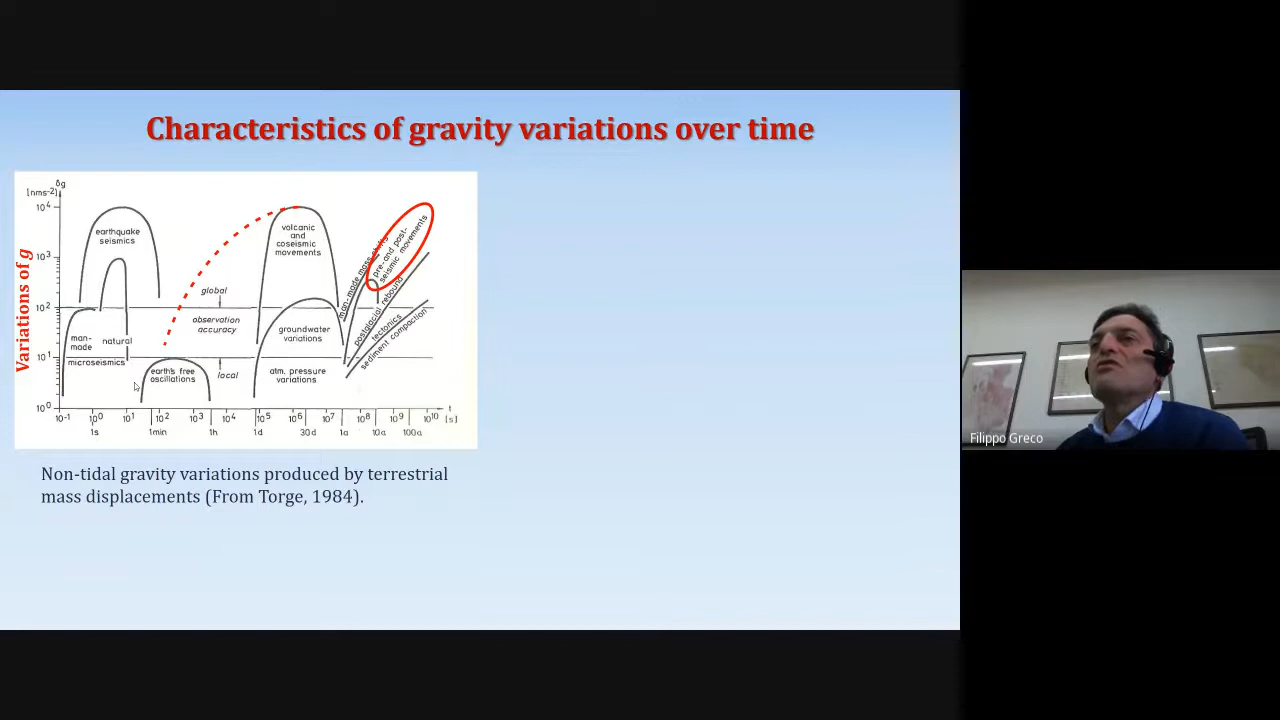 Characteristics of gravity variations over time
δg
[nms⁻²]
10⁴
10³
10²
10¹
10⁰
Variations of g
earthquake
seismics
man-
made
natural
microseismics
earth's free
oscillations
global
observation
accuracy
local
volcanic
and
coseismic
movements
groundwater
variations
atm. pressure
variations
man-made mass shifts
pre- and post-
seismic movements
postglacial rebound
tectonics
sediment compaction
10⁻¹ 10⁰ 10¹ 10² 10³ 10⁴ 10⁵ 10⁶ 10⁷ 10⁸ 10⁹ 10¹⁰ t [s]
1s 1min 1h 1d 30d 1a 10a 100a
Non-tidal gravity variations produced by terrestrial
mass displacements (From Torge, 1984).
Filippo Greco